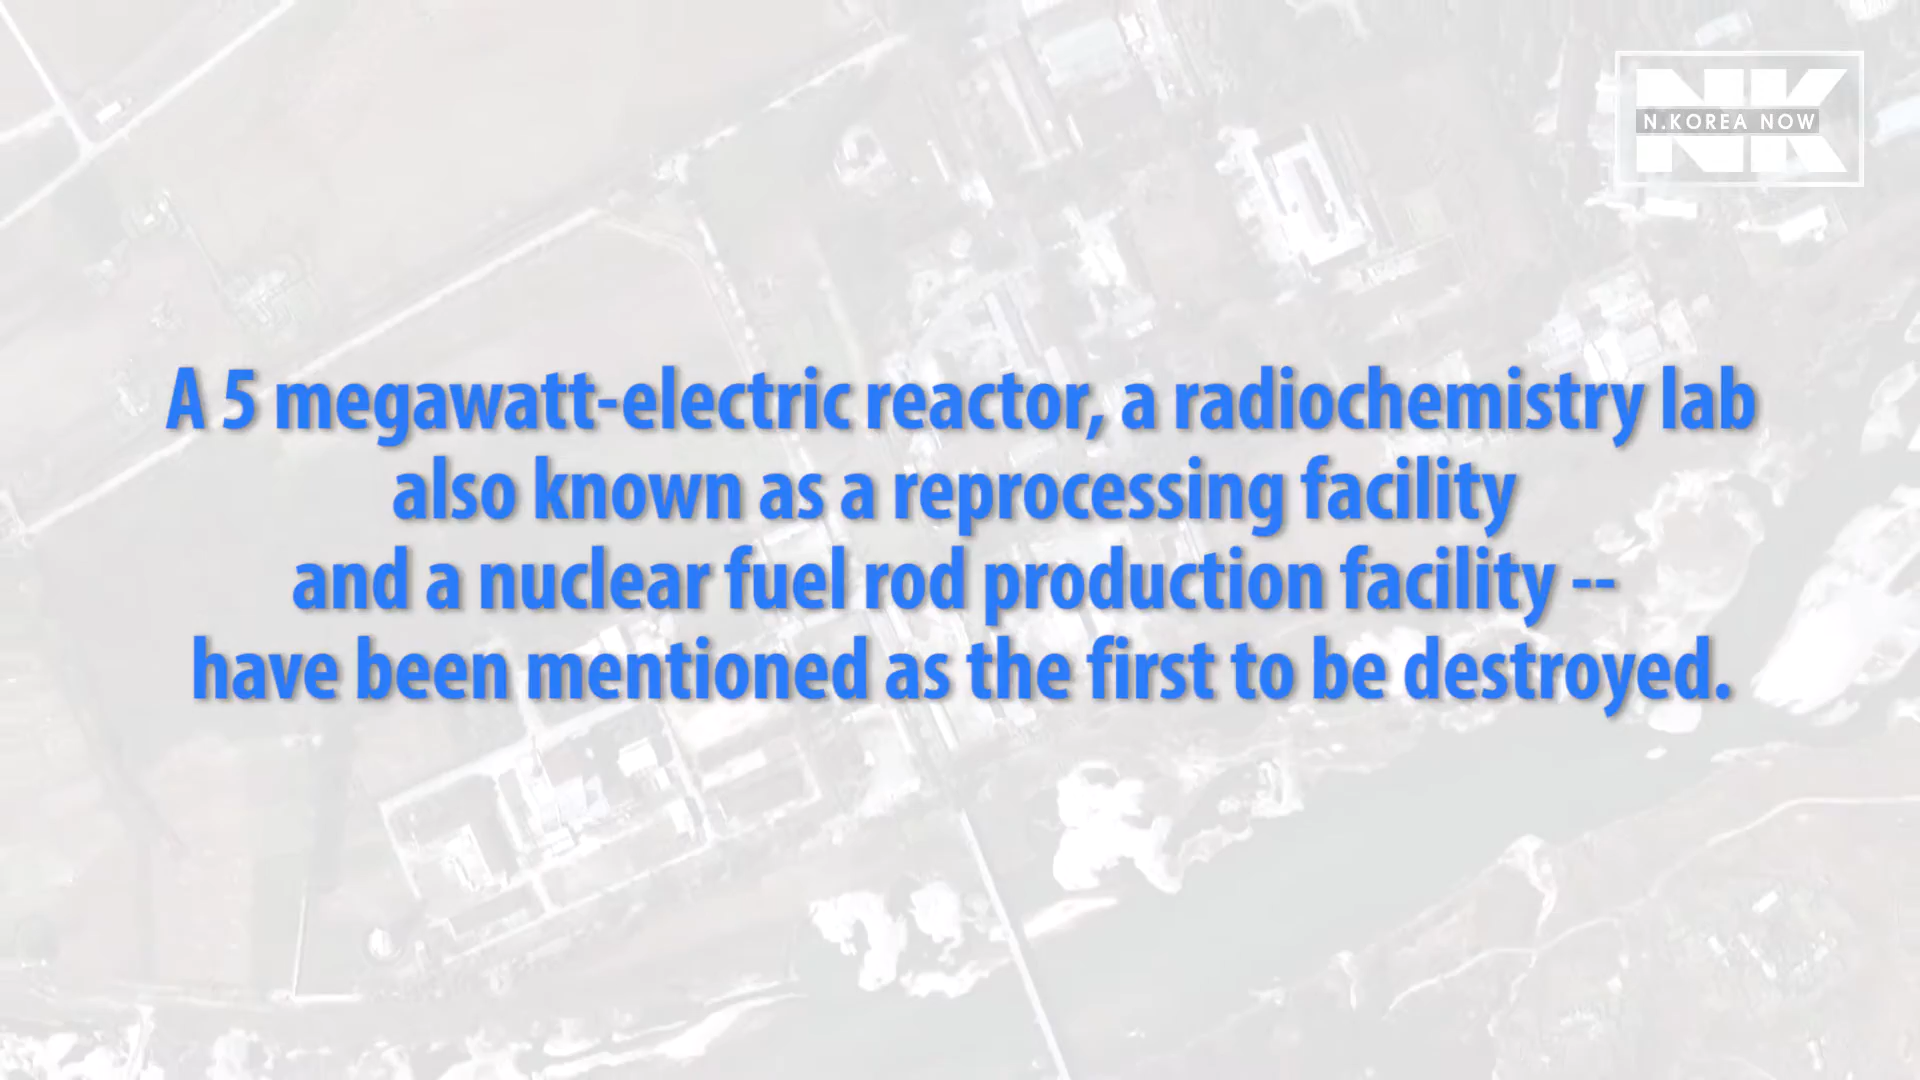 NK
N.KOREA NOW
A 5 megawatt-electric reactor, a radiochemistry lab
also known as a reprocessing facility
and a nuclear fuel rod production facility --
have been mentioned as the first to be destroyed.